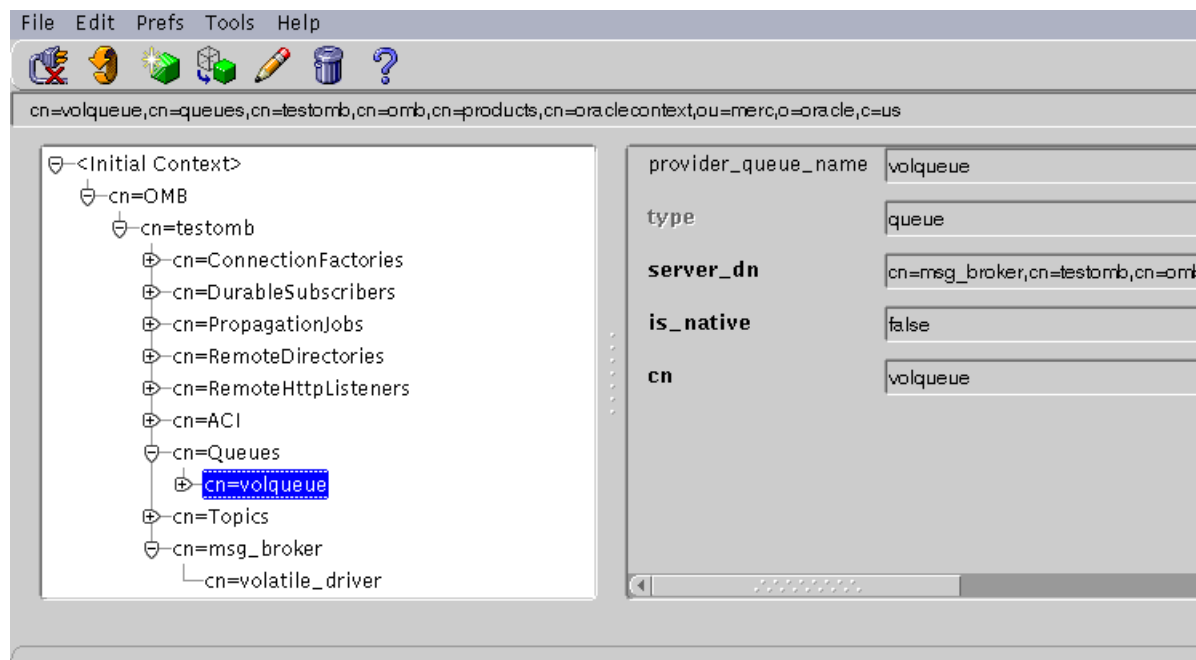 File Edit Prefs Tools Help
cn=volqueue,cn=queues,cn=testomb,cn=omb,cn=products,cn=oraclecontext,ou=merc,o=oracle,c=us
<Initial Context>
cn=OMB
cn=testomb
cn=ConnectionFactories
cn=DurableSubscribers
cn=PropagationJobs
cn=RemoteDirectories
cn=RemoteHttpListeners
cn=ACI
cn=Queues
cn=volqueue
cn=Topics
cn=msg_broker
cn=volatile_driver
provider_queue_name volqueue
type queue
server_dn cn=msg_broker,cn=testomb,cn=omb
is_native false
cn volqueue